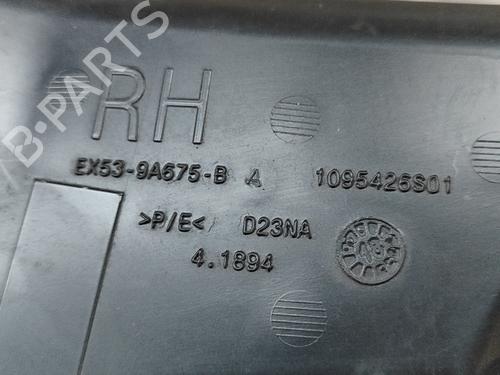 RH
EX53-9A675-B A 1095426S01
>P/E< D23NA
4.1894
B-PARTS